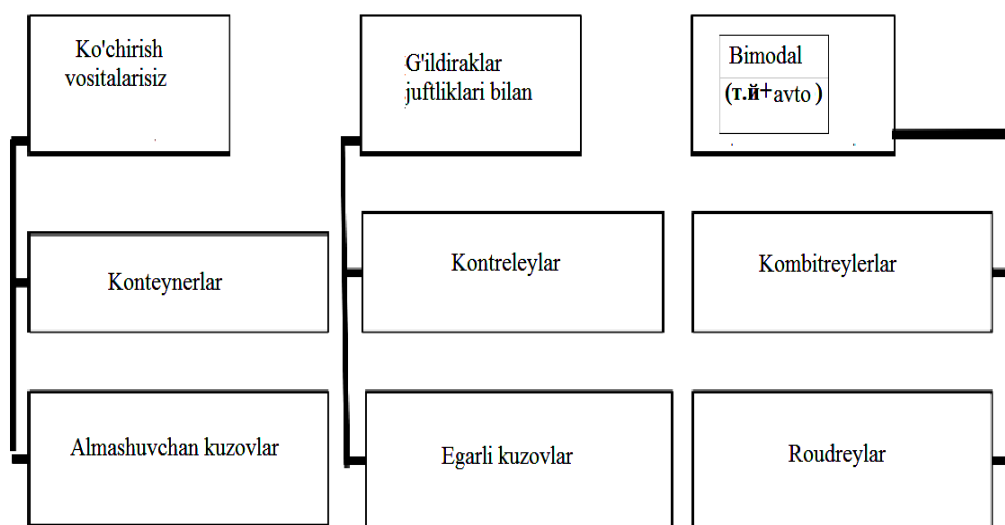 Ko'chirish
vositalarisiz
G'ildiraklar
juftliklari bilan
Bimodal
(т.й+avto )
Konteynerlar
Kontreleylar
Kombitreylerlar
Almashuvchan kuzovlar
Egarli kuzovlar
Roudreylar